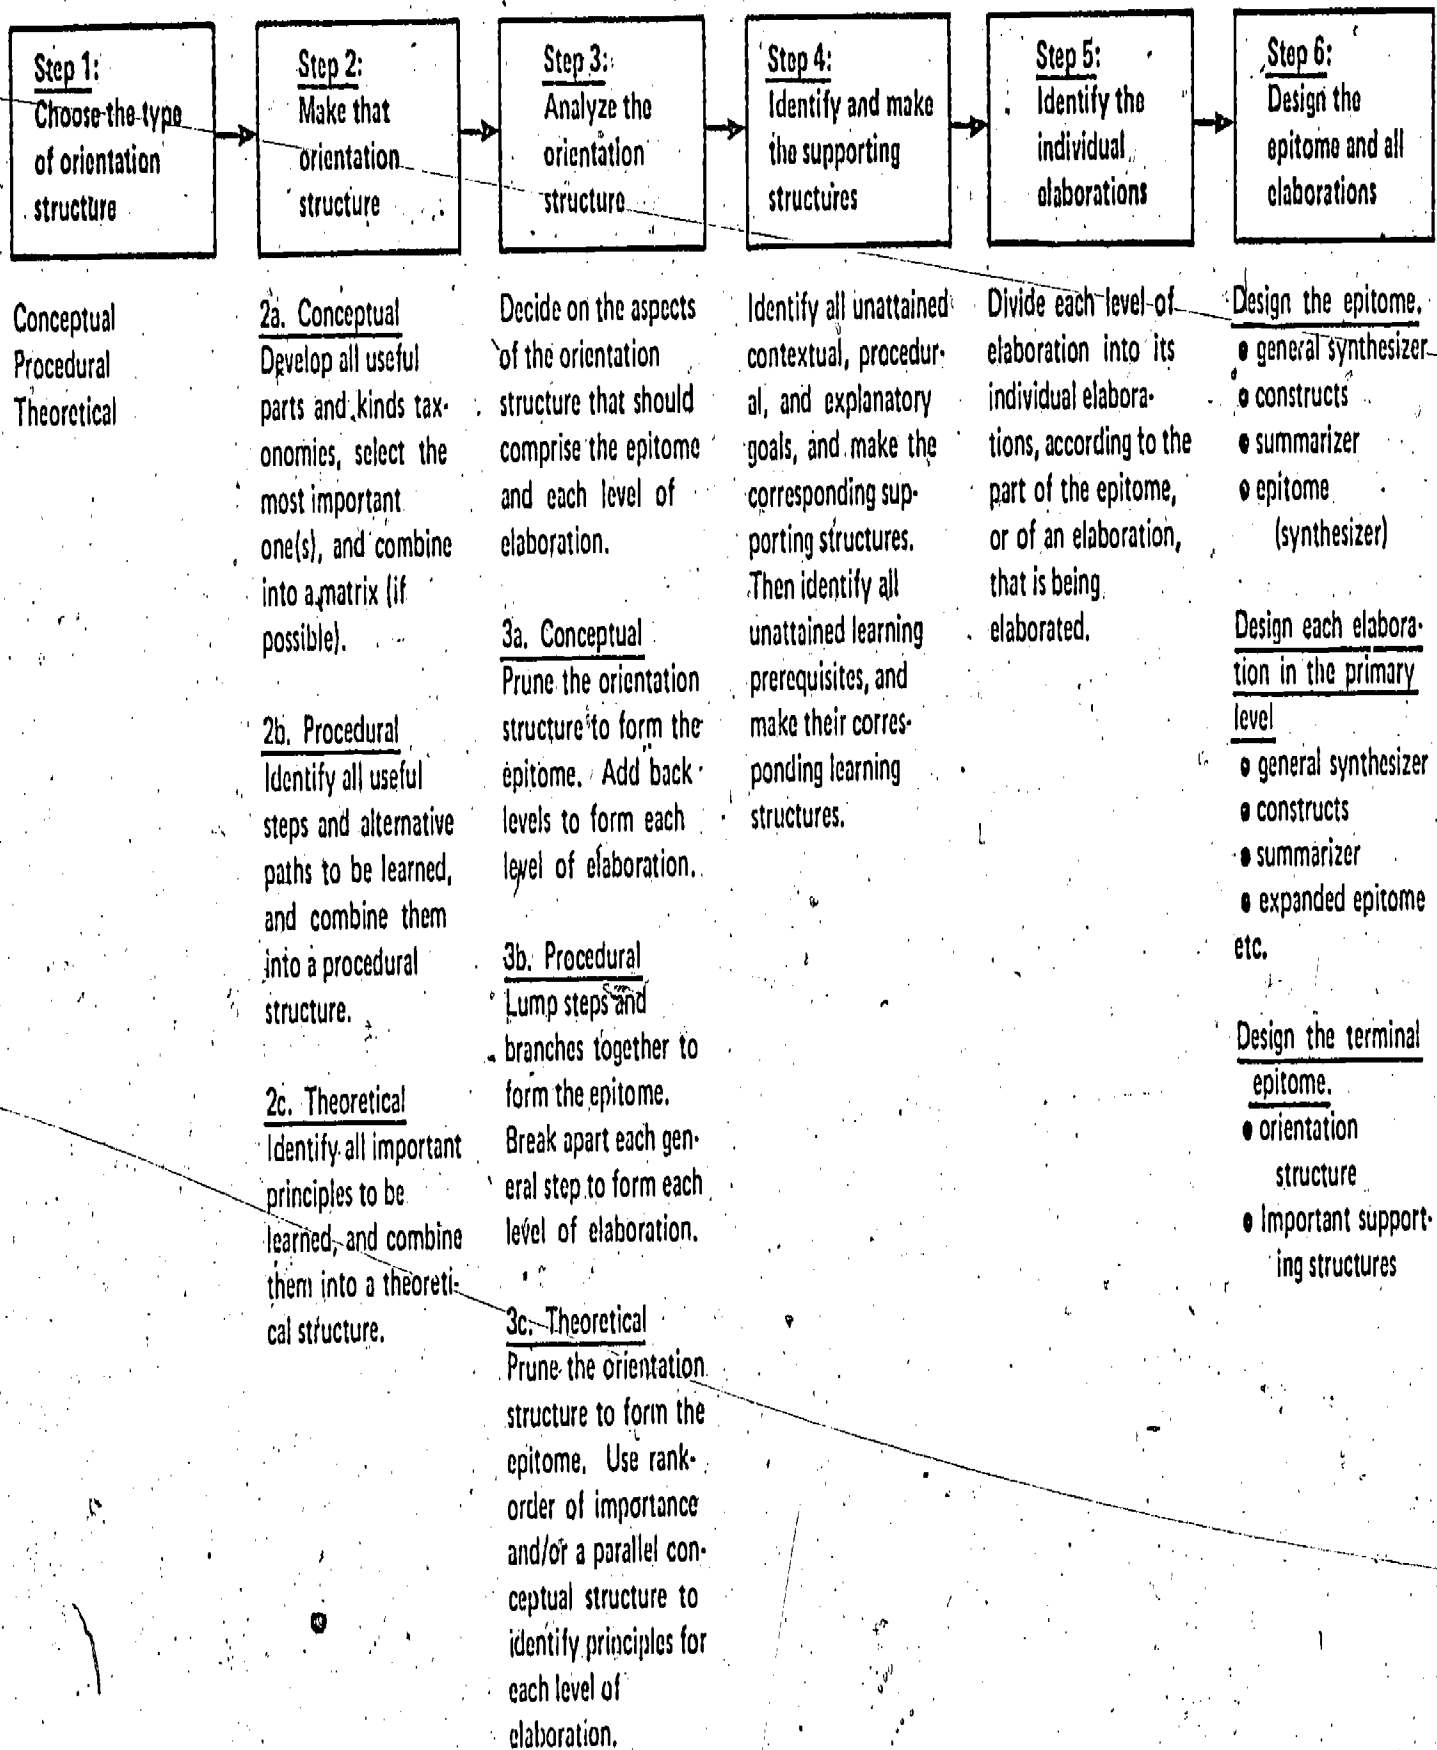 Step 1:
Choose the type
of orientation
structure
Step 2:
Make that
orientation
structure
Step 3:
Analyze the
orientation
structure
Step 4:
Identify and make
the supporting
structures
Step 5:
Identify the
individual
elaborations
Step 6:
Design the
epitome and all
elaborations
Conceptual
Procedural
Theoretical
2a. Conceptual
Develop all useful
parts and kinds tax-
onomies, select the
most important
one(s), and combine
into a matrix (if
possible).
2b. Procedural
Identify all useful
steps and alternative
paths to be learned,
and combine them
into a procedural
structure.
2c. Theoretical
Identify all important
principles to be
learned, and combine
them into a theoreti-
cal structure.
Decide on the aspects
of the orientation
structure that should
comprise the epitome
and each level of
elaboration.
3a. Conceptual
Prune the orientation
structure to form the
epitome. Add back
levels to form each
level of elaboration.
3b. Procedural
Lump steps and
branches together to
form the epitome.
Break apart each gen-
eral step to form each
level of elaboration.
3c. Theoretical
Prune the orientation
structure to form the
epitome. Use rank-
order of importance
and/or a parallel con-
ceptual structure to
identify principles for
each level of
elaboration.
Identify all unattained
contextual, procedur-
al, and explanatory
goals, and make the
corresponding sup-
porting structures.
Then identify all
unattained learning
prerequisites, and
make their corres-
ponding learning
structures.
Divide each level of
elaboration into its
individual elabora-
tions, according to the
part of the epitome,
or of an elaboration,
that is being
elaborated.
Design the epitome.
• general synthesizer
• constructs
• summarizer
• epitome
(synthesizer)
Design each elabora-
tion in the primary
level
• general synthesizer
• constructs
• summarizer
• expanded epitome
etc.
Design the terminal
epitome.
• orientation
structure
• Important support-
ing structures